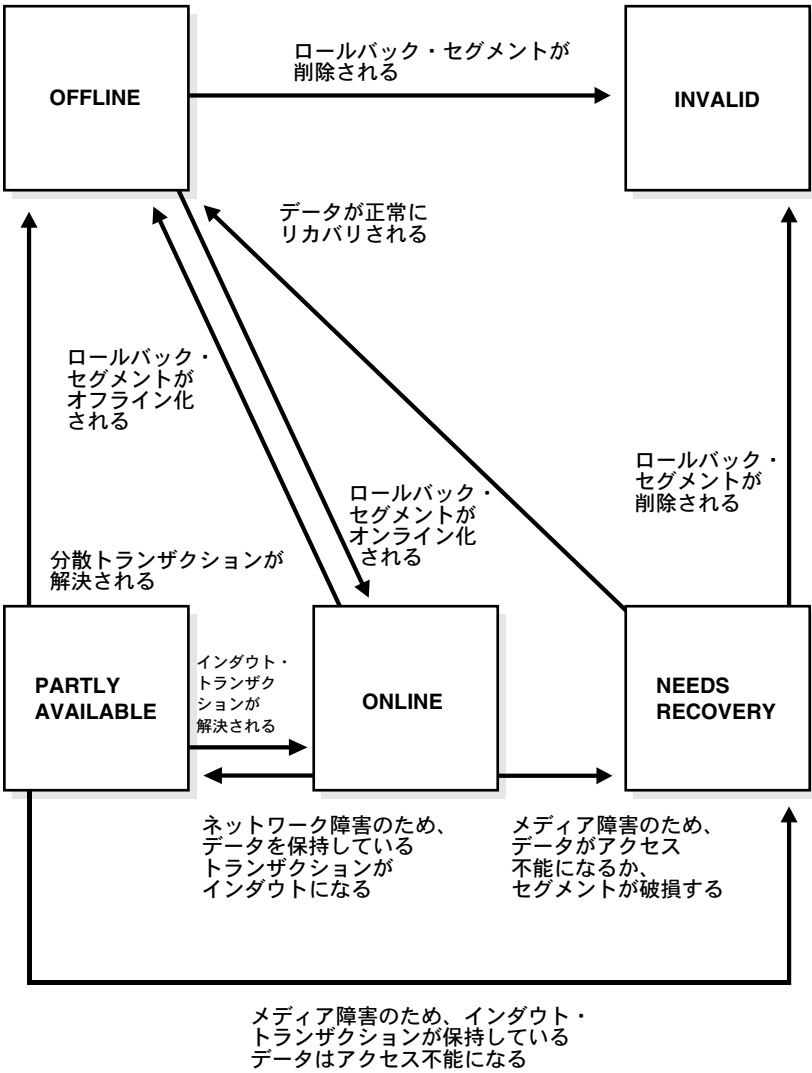 ロールバック・セグメントが
削除される
OFFLINE
INVALID
データが正常に
リカバリされる
ロールバック・
セグメントが
オフライン化
される
ロールバック・
セグメントが
削除される
ロールバック・
セグメントが
オンライン化
される
分散トランザクションが
解決される
PARTLY
AVAILABLE
インダウト・
トランザク
ションが
解決される
ONLINE
NEEDS
RECOVERY
ネットワーク障害のため、
データを保持している
トランザクションが
インダウトになる
メディア障害のため、
データがアクセス
不能になるか、
セグメントが破損する
メディア障害のため、インダウト・
トランザクションが保持している
データはアクセス不能になる